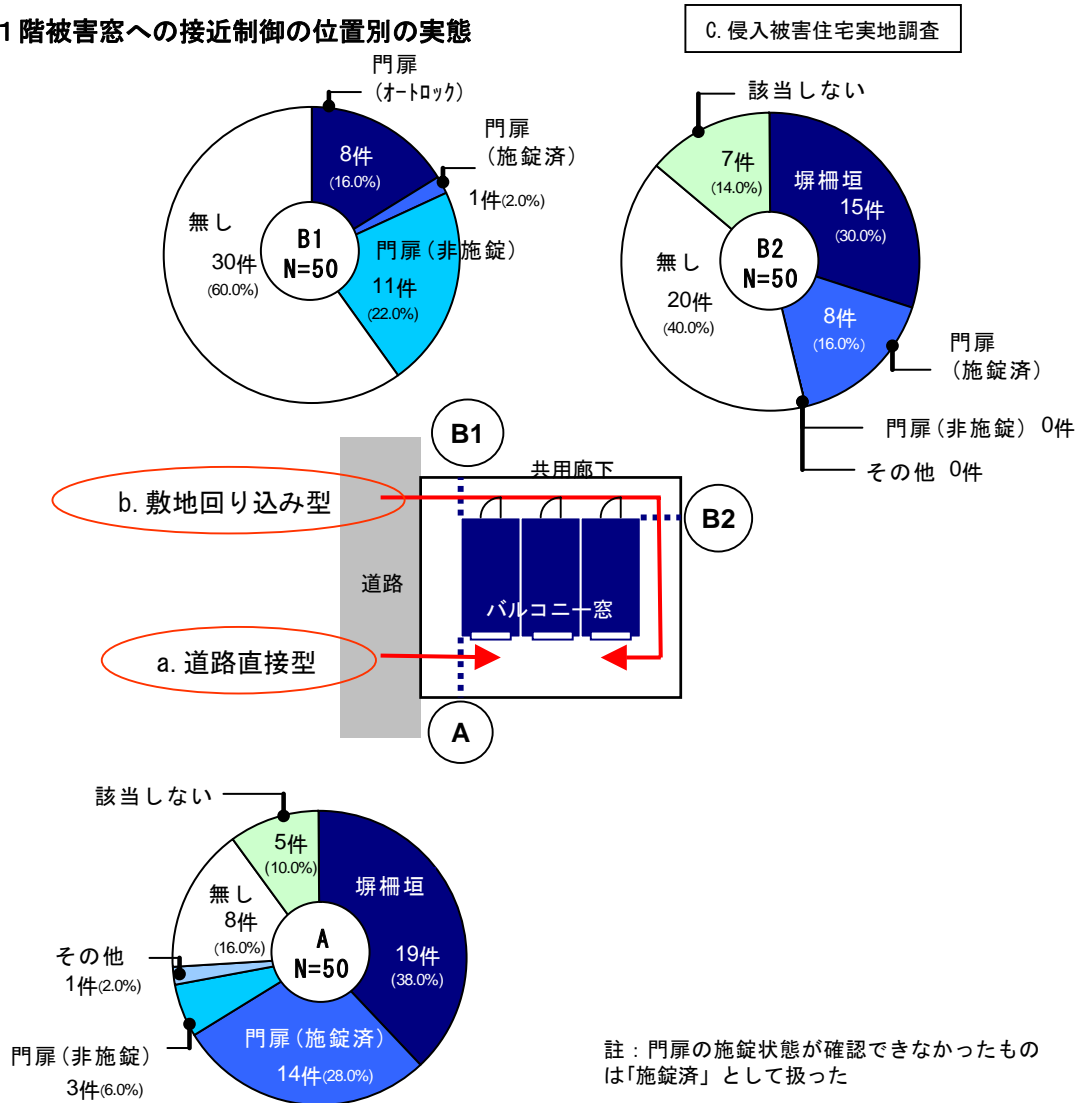 1階被害窓への接近制御の位置別の実態
C. 侵入被害住宅実地調査
門扉
(オートロック)
門扉
(施錠済)
8件
(16.0%)
1件(2.0%)
無し
30件
(60.0%)
B1
N=50
門扉(非施錠)
11件
(22.0%)
該当しない
7件
(14.0%)
塀柵垣
15件
(30.0%)
B2
N=50
無し
20件
(40.0%)
8件
(16.0%)
門扉
(施錠済)
門扉(非施錠) 0件
その他 0件
B1
共用廊下
b. 敷地回り込み型
B2
道路
バルコニー窓
a. 道路直接型
A
該当しない
5件
(10.0%)
塀柵垣
無し
8件
(16.0%)
A
N=50
19件
(38.0%)
その他
1件(2.0%)
門扉(施錠済)
14件(28.0%)
門扉(非施錠)
3件(6.0%)
註：門扉の施錠状態が確認できなかったもの
は「施錠済」として扱った